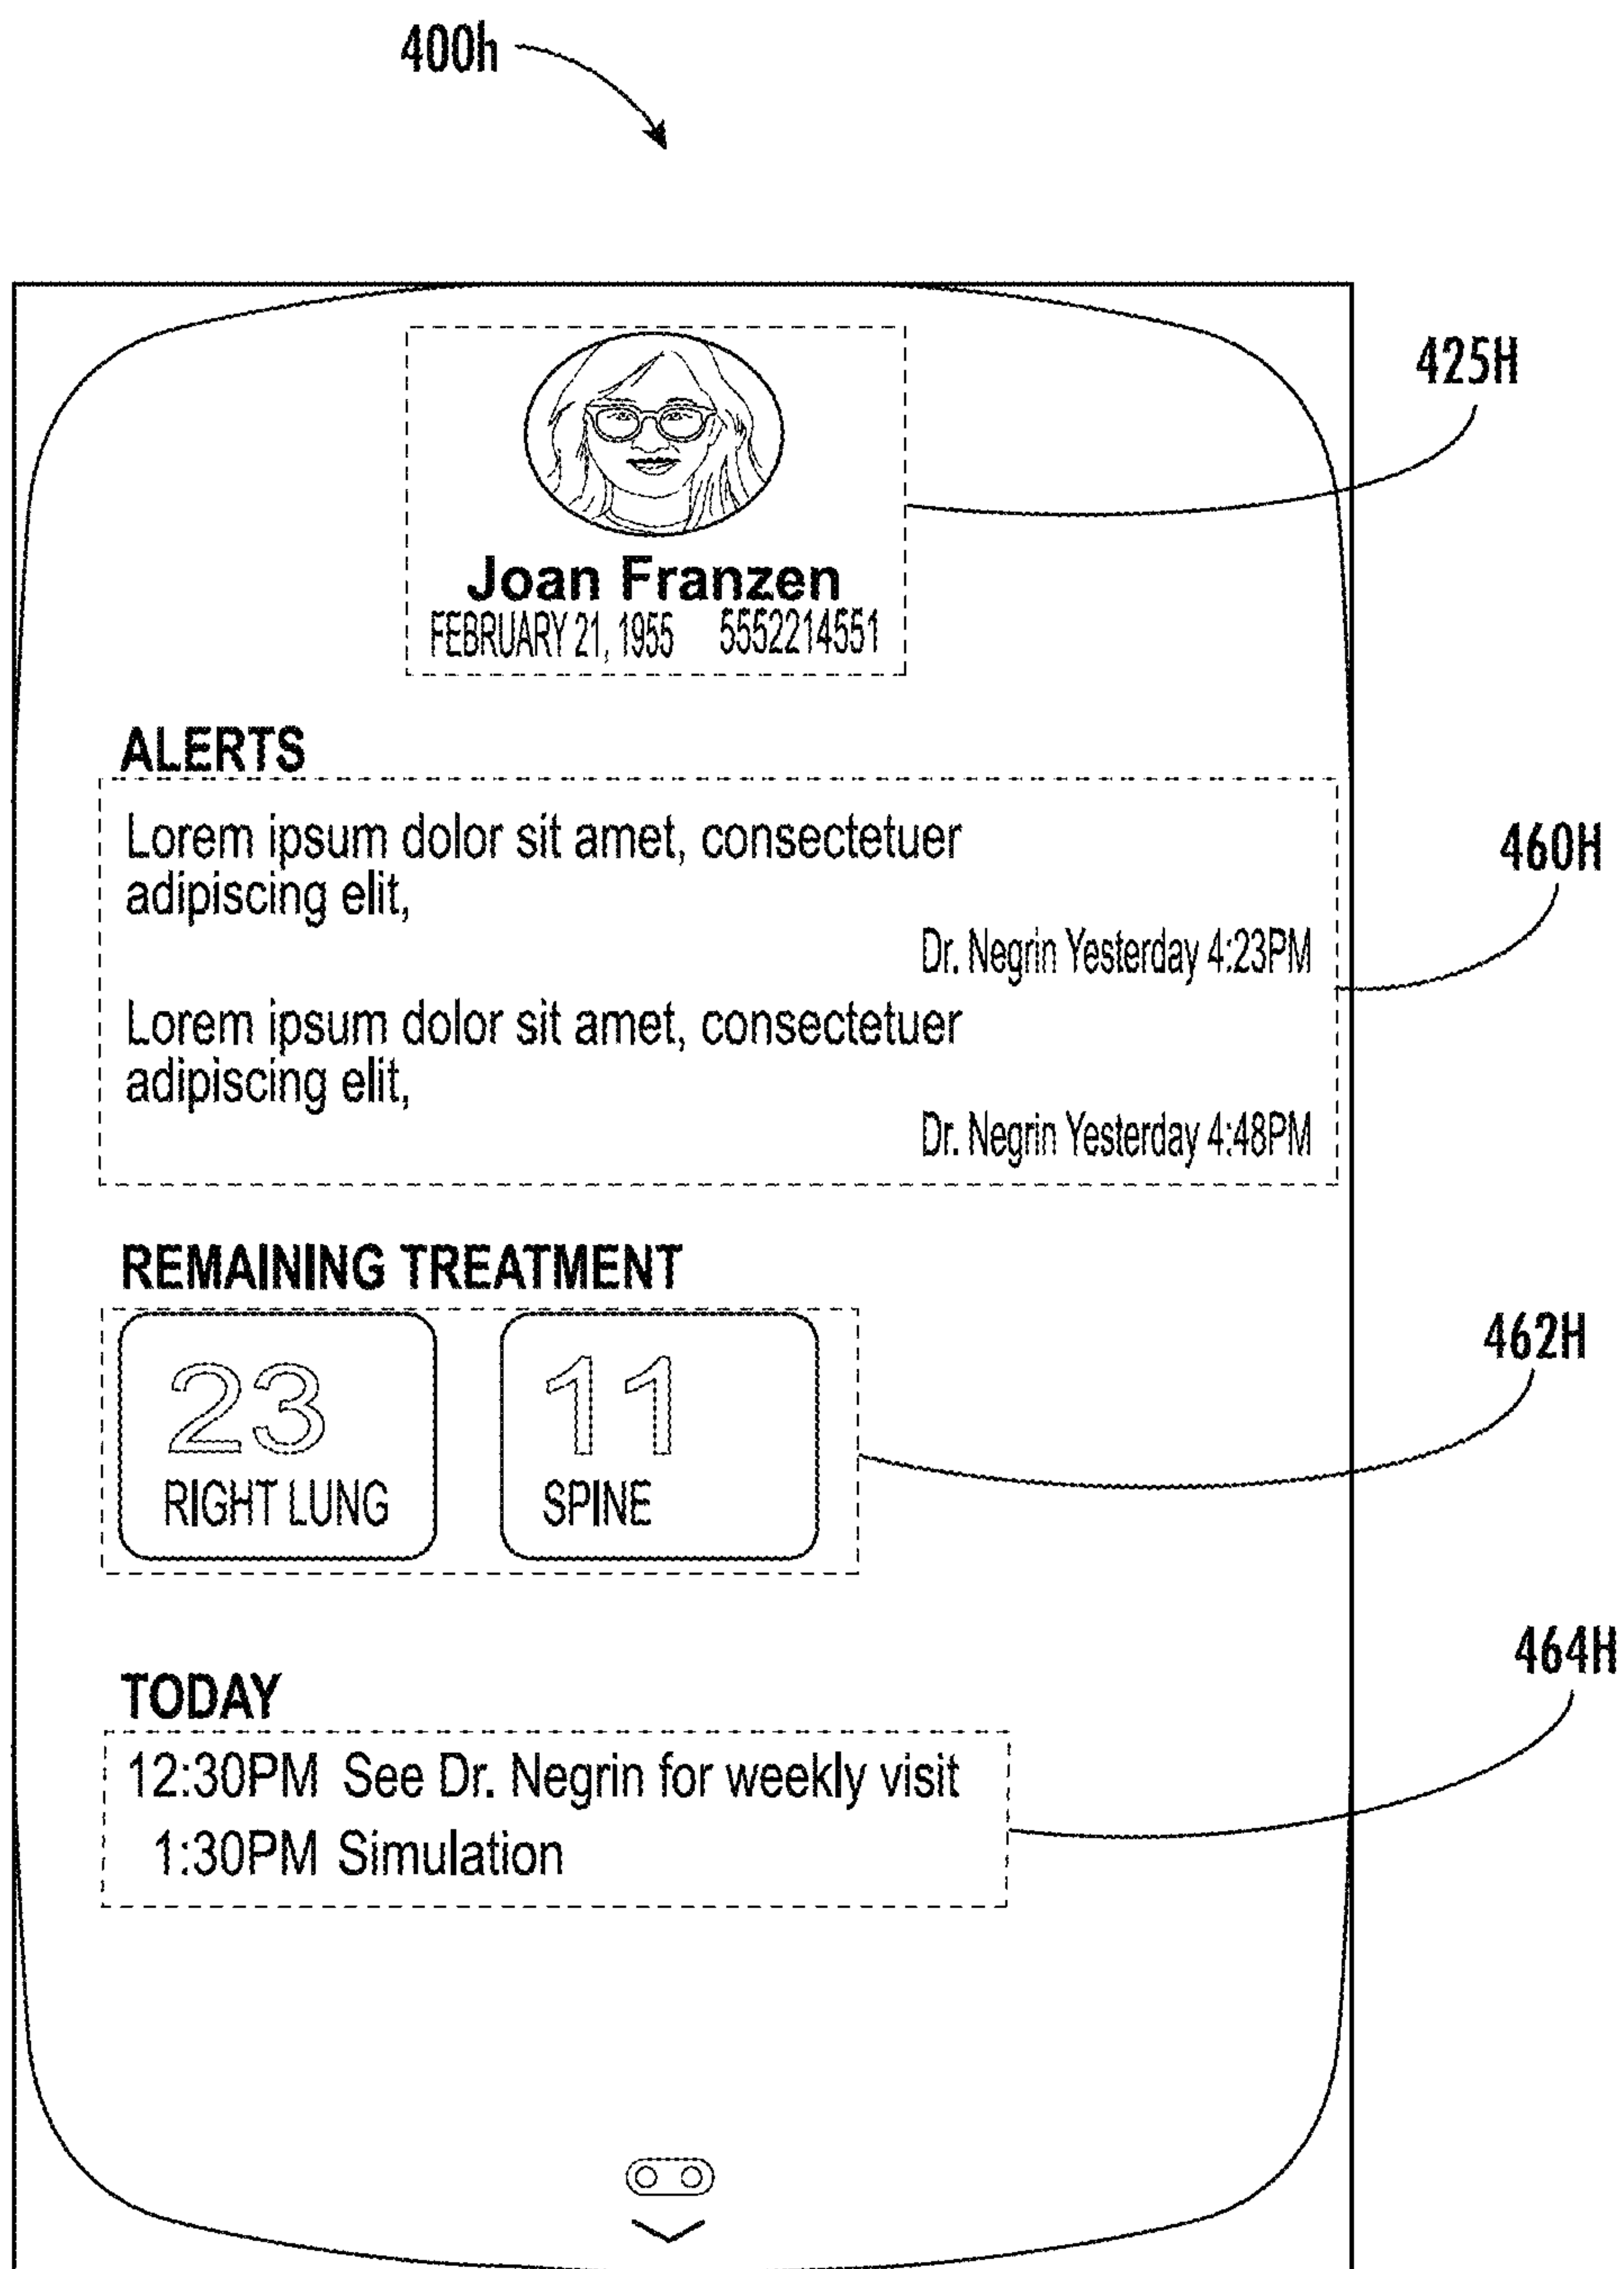 400h
425H
Joan Franzen
FEBRUARY 21, 1955 5552214551
ALERTS
Lorem ipsum dolor sit amet, consectetuer
adipiscing elit,
460H
Dr. Negrin Yesterday 4:23PM
Lorem ipsum dolor sit amet, consectetuer
adipiscing elit,
Dr. Negrin Yesterday 4:48PM
REMAINING TREATMENT
462H
23 11
RIGHT LUNG SPINE
464H
TODAY
12:30PM See Dr. Negrin for weekly visit
1:30PM Simulation